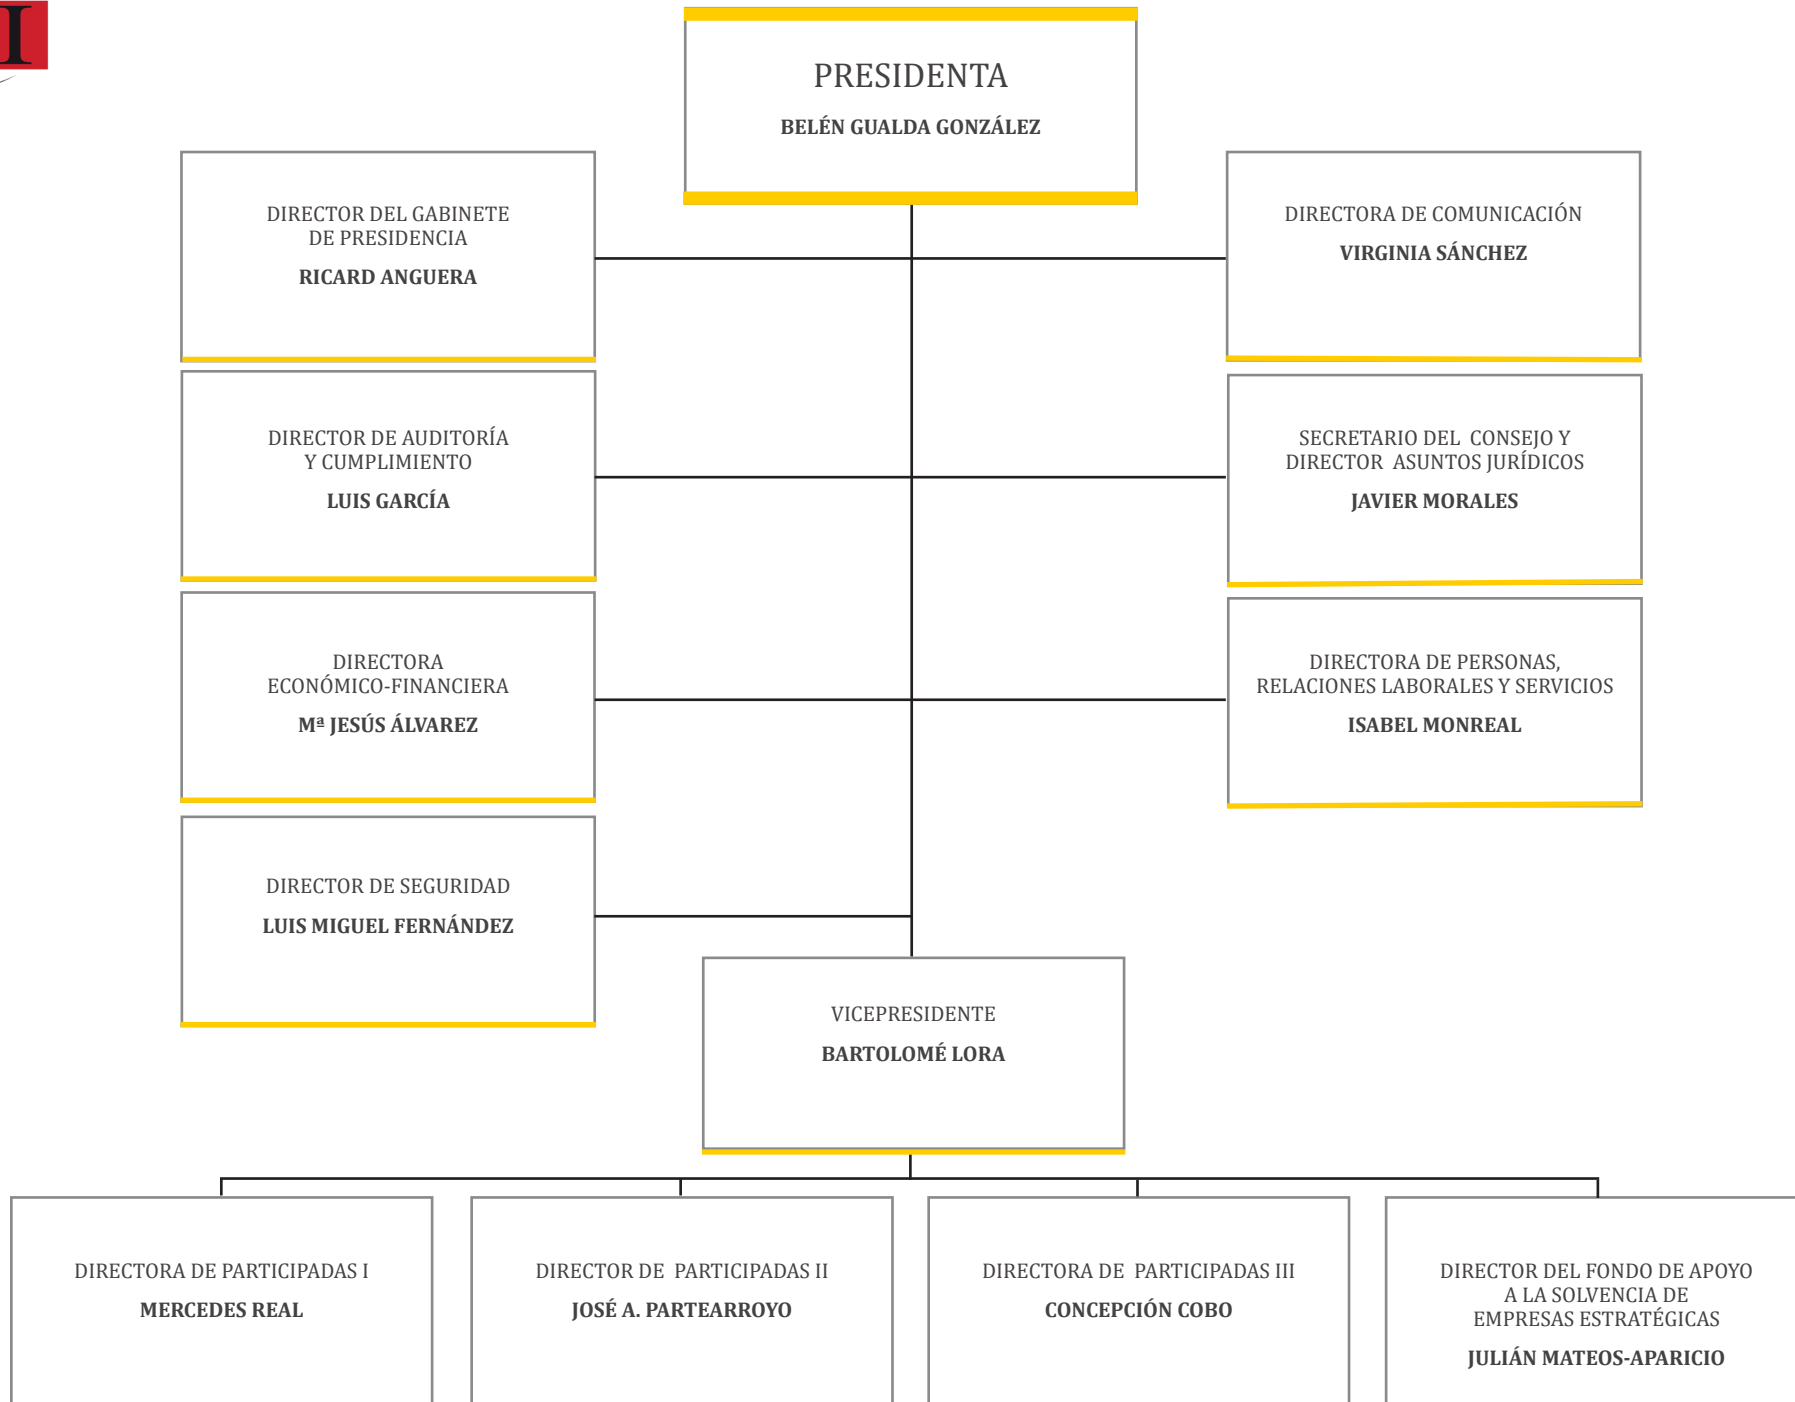 I
PRESIDENTA
BELÉN GUALDA GONZÁLEZ
DIRECTOR DEL GABINETE
DE PRESIDENCIA
RICARD ANGUERA
DIRECTORA DE COMUNICACIÓN
VIRGINIA SÁNCHEZ
DIRECTOR DE AUDITORÍA
Y CUMPLIMIENTO
LUIS GARCÍA
SECRETARIO DEL CONSEJO Y
DIRECTOR ASUNTOS JURÍDICOS
JAVIER MORALES
DIRECTORA
ECONÓMICO-FINANCIERA
Mª JESÚS ÁLVAREZ
DIRECTORA DE PERSONAS,
RELACIONES LABORALES Y SERVICIOS
ISABEL MONREAL
DIRECTOR DE SEGURIDAD
LUIS MIGUEL FERNÁNDEZ
VICEPRESIDENTE
BARTOLOMÉ LORA
DIRECTORA DE PARTICIPADAS I
MERCEDES REAL
DIRECTOR DE PARTICIPADAS II
JOSÉ A. PARTEARROYO
DIRECTORA DE PARTICIPADAS III
CONCEPCIÓN COBO
DIRECTOR DEL FONDO DE APOYO
A LA SOLVENCIA DE
EMPRESAS ESTRATÉGICAS
JULIÁN MATEOS-APARICIO